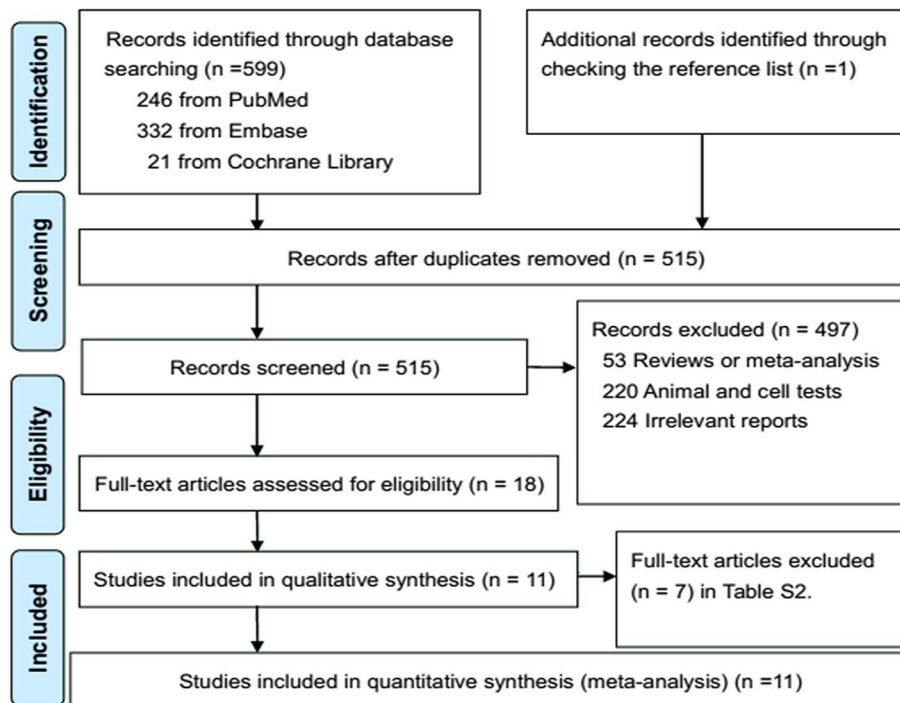 Identification
Records identified through database
searching (n =599)
246 from PubMed
332 from Embase
21 from Cochrane Library
Additional records identified through
checking the reference list (n =1)
Screening
Records after duplicates removed (n = 515)
Records screened (n = 515)
Records excluded (n = 497)
53 Reviews or meta-analysis
220 Animal and cell tests
224 Irrelevant reports
Eligibility
Full-text articles assessed for eligibility (n = 18)
Included
Studies included in qualitative synthesis (n = 11)
Full-text articles excluded
(n = 7) in Table S2.
Studies included in quantitative synthesis (meta-analysis) (n =11)